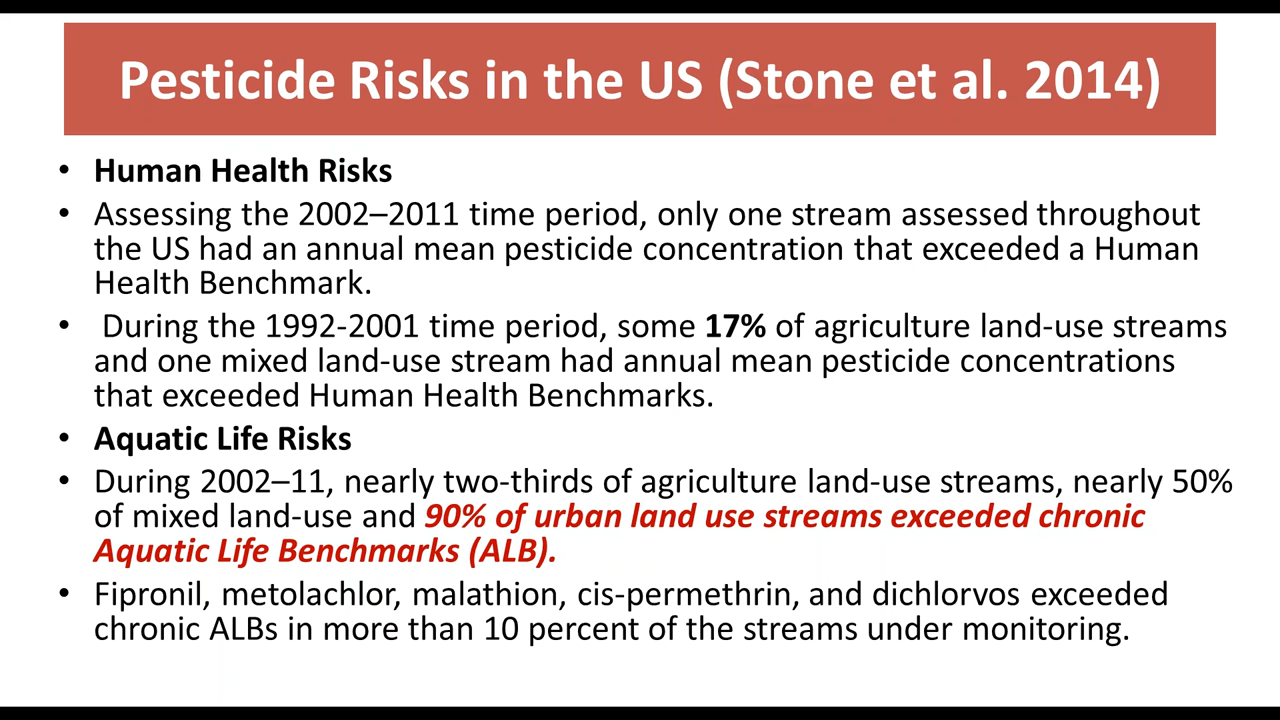 Pesticide Risks in the US (Stone et al. 2014)
• Human Health Risks
• Assessing the 2002–2011 time period, only one stream assessed throughout
the US had an annual mean pesticide concentration that exceeded a Human
Health Benchmark.
• During the 1992-2001 time period, some 17% of agriculture land-use streams
and one mixed land-use stream had annual mean pesticide concentrations
that exceeded Human Health Benchmarks.
• Aquatic Life Risks
• During 2002–11, nearly two-thirds of agriculture land-use streams, nearly 50%
of mixed land-use and 90% of urban land use streams exceeded chronic
Aquatic Life Benchmarks (ALB).
• Fipronil, metolachlor, malathion, cis-permethrin, and dichlorvos exceeded
chronic ALBs in more than 10 percent of the streams under monitoring.